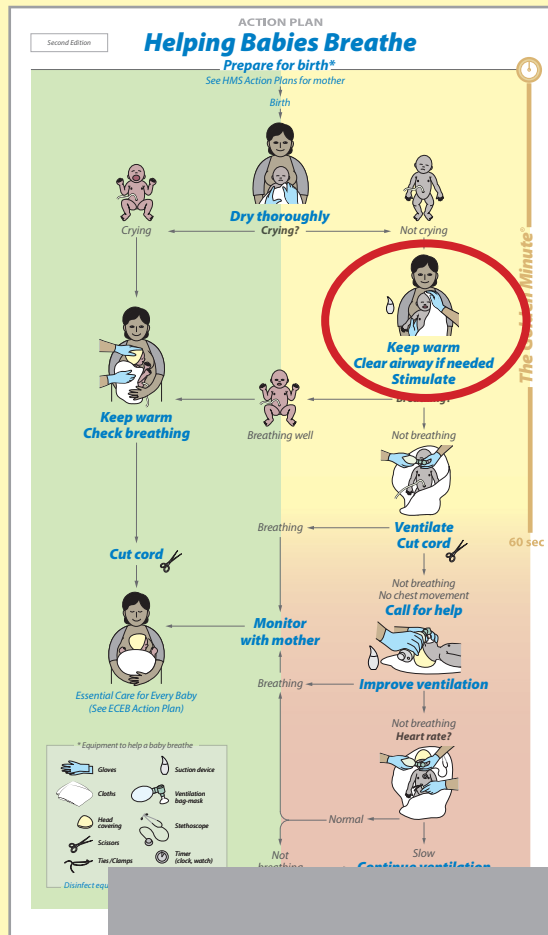 ACTION PLAN
Second Edition
Helping Babies Breathe
Prepare for birth*
See HMS Action Plans for mother
Birth
Dry thoroughly
Crying
Crying?
Not crying
The Golden Minute®
Keep warm
Clear airway if needed
Stimulate
Breathing?
Keep warm
Check breathing
Breathing well
Not breathing
Breathing
Ventilate
Cut cord
60 sec
Cut cord
Not breathing
No chest movement
Call for help
Monitor
with mother
Essential Care for Every Baby
(See ECEB Action Plan)
Breathing
Improve ventilation
Not breathing
Heart rate?
* Equipment to help a baby breathe
Gloves
Suction device
Cloths
Ventilation
bag-mask
Head
covering
Stethoscope
Scissors
Ties/Clamps
Timer
(clock, watch)
Normal
Slow
Not
breathing
Continue ventilation
Disinfect